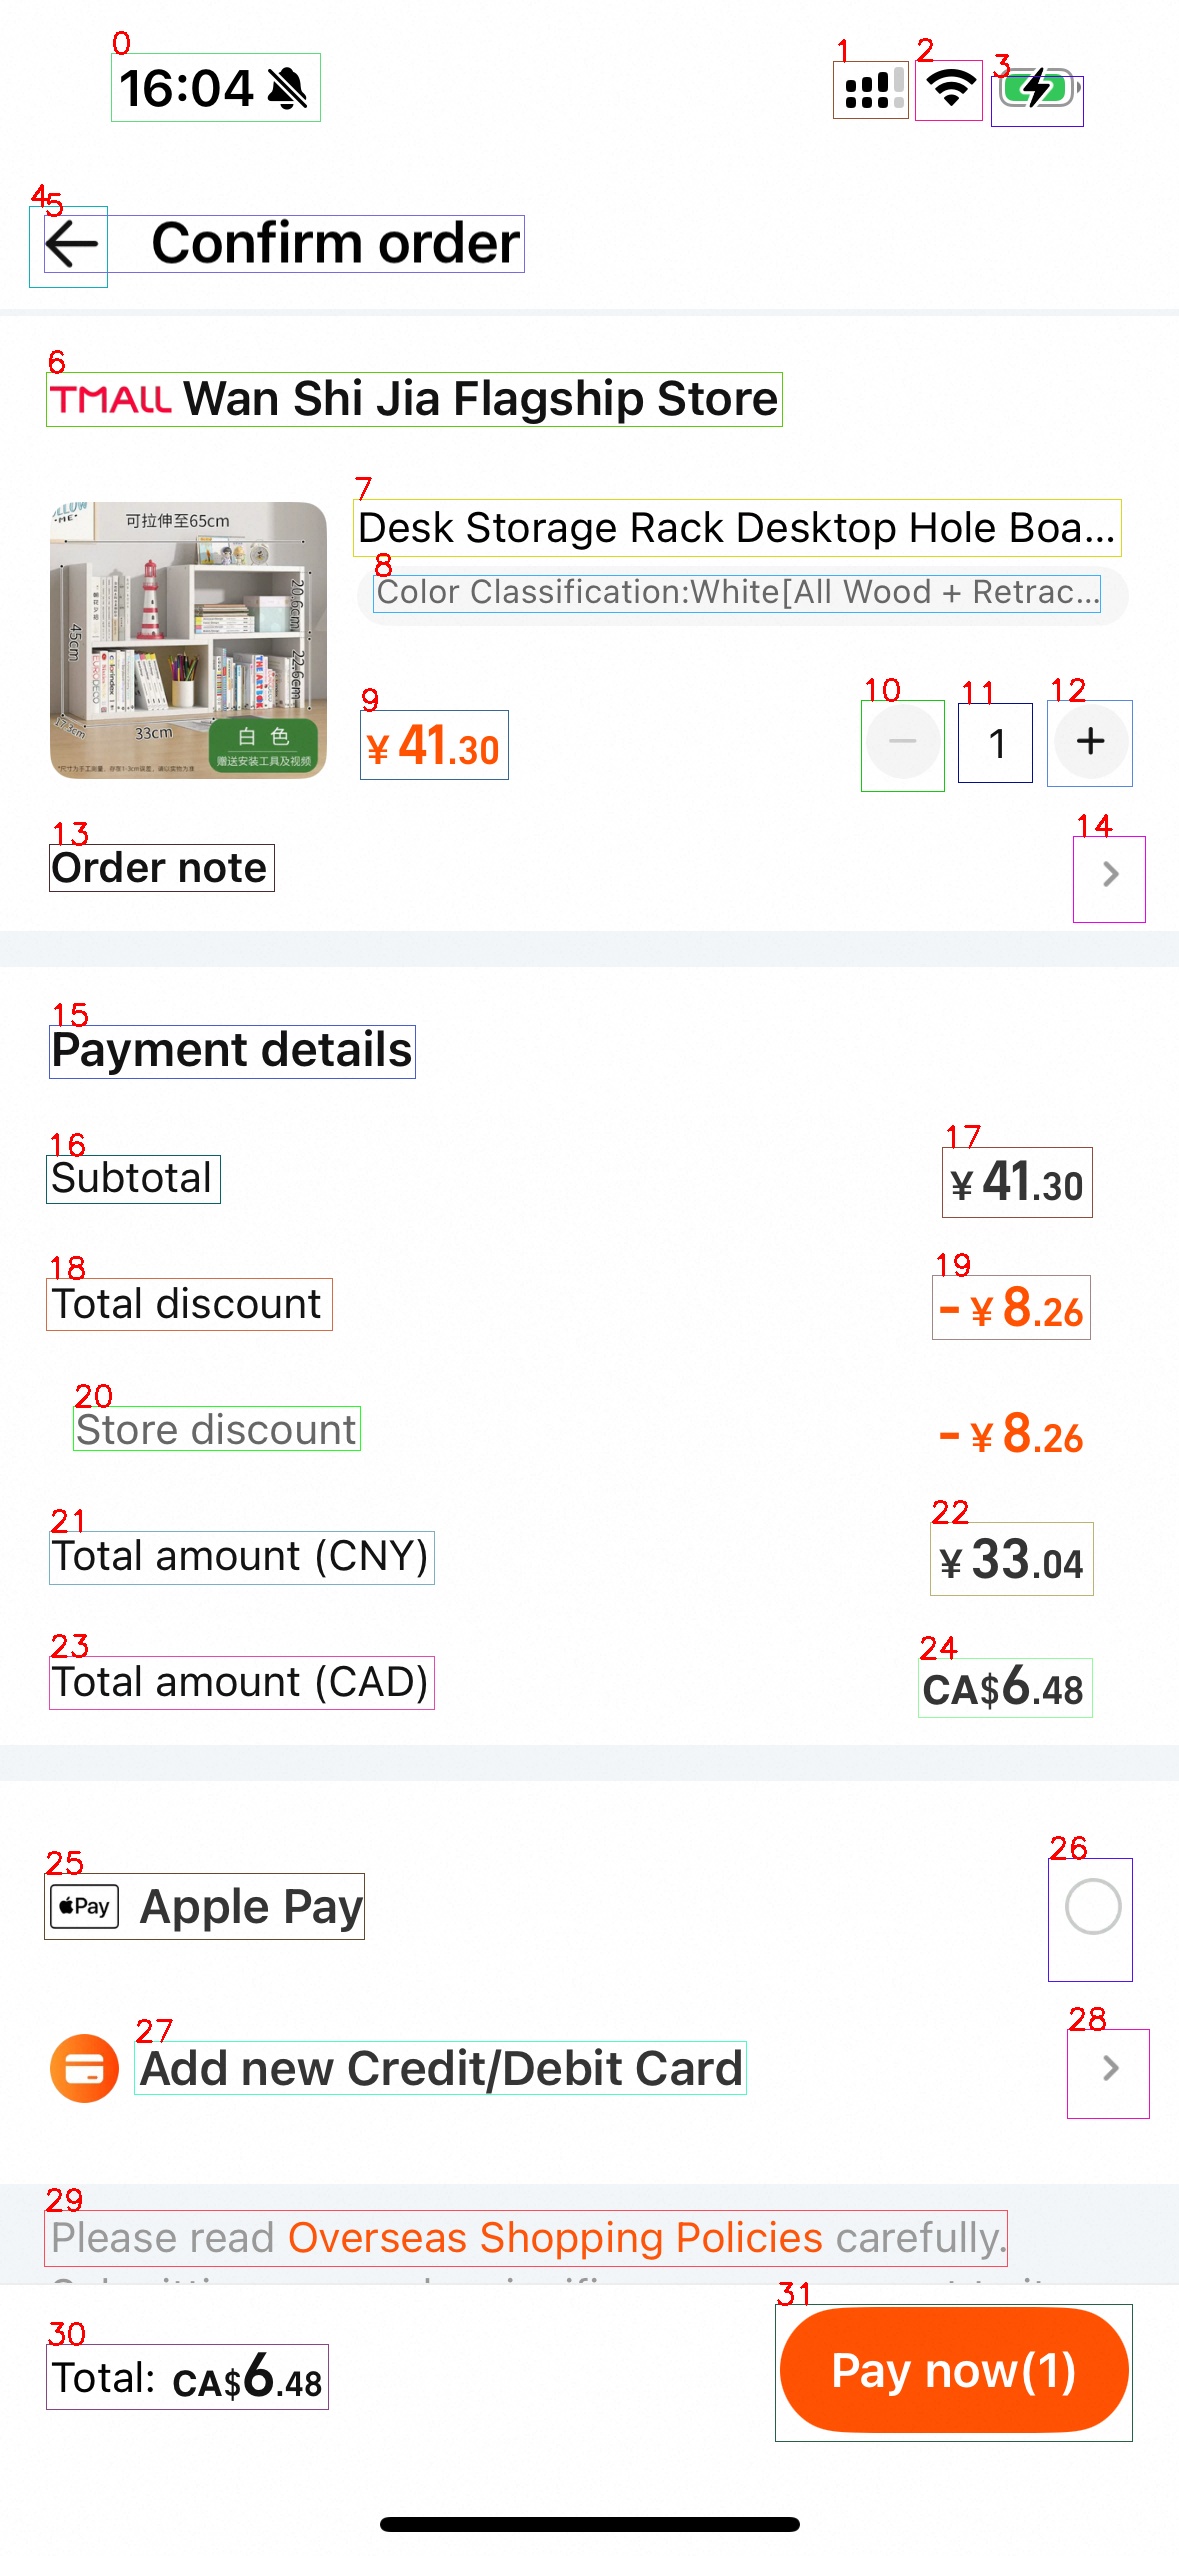 0
16:04
1
2
3
4
5
Confirm order
6
TMALL Wan Shi Jia Flagship Store
可拉伸至65cm
20.6cm
45cm
22.6cm
17.3cm
33cm
白 色
赠送安装工具及视频
7
Desk Storage Rack Desktop Hole Boa...
8
Color Classification:White[All Wood + Retrac...
9
¥ 41.30
10
11
1
12
13
Order note
14
15
Payment details
16
Subtotal
17
¥ 41.30
18
Total discount
19
- ¥ 8.26
20
Store discount
- ¥ 8.26
21
Total amount (CNY)
22
¥ 33.04
23
Total amount (CAD)
24
CA$6.48
25
Pay Apple Pay
26
27
Add new Credit/Debit Card
28
29
Please read Overseas Shopping Policies carefully.
30
Total: CA$6.48
31
Pay now(1)